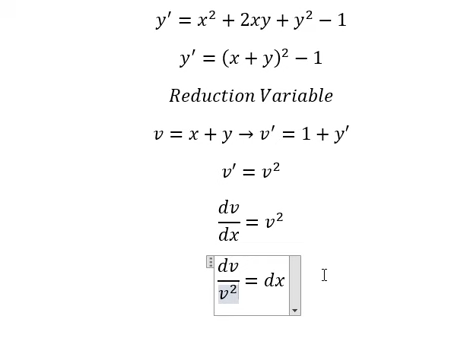 y′ = x² + 2xy + y² − 1
y′ = (x + y)² − 1
Reduction Variable
v = x + y → v′ = 1 + y′
v′ = v²
dv/dx = v²
dv/v² = dx